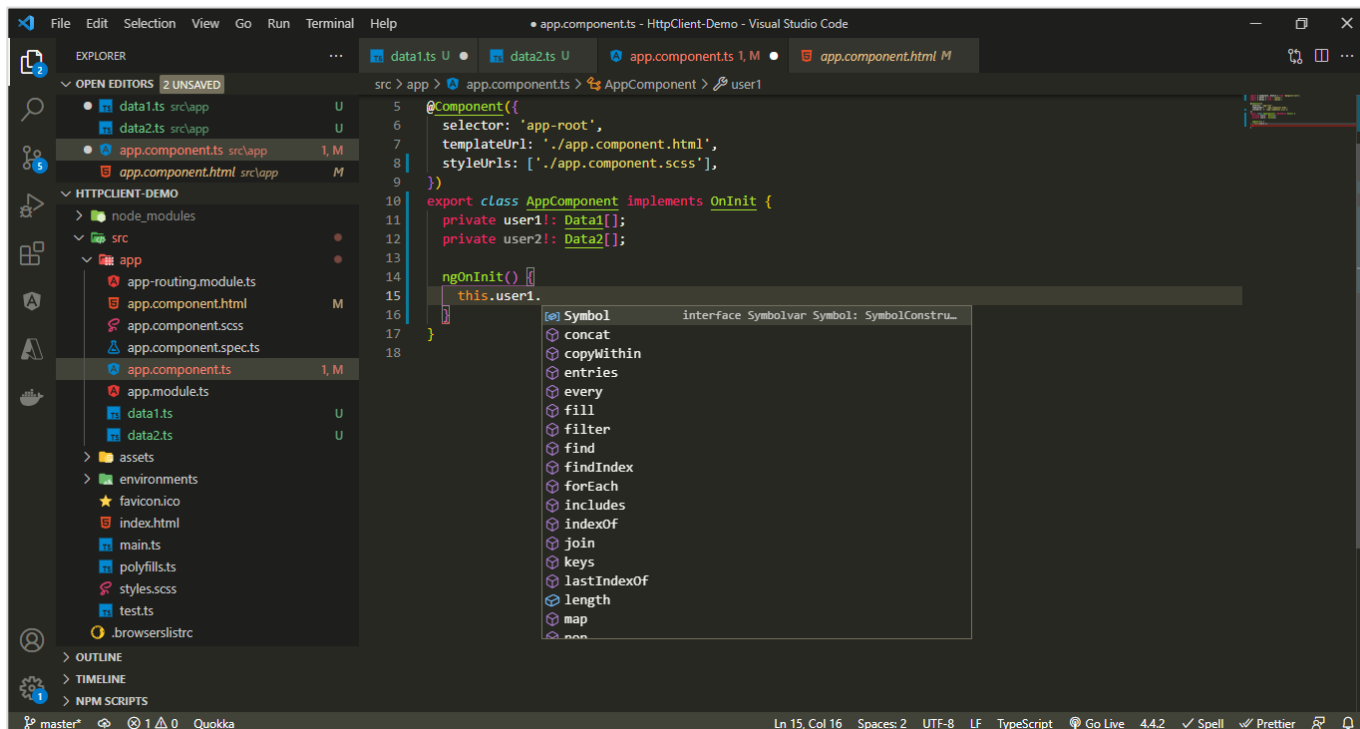 File Edit Selection View Go Run Terminal Help ● app.component.ts - HttpClient-Demo - Visual Studio Code
EXPLORER ···
data1.ts U ●
data2.ts U
app.component.ts 1, M ●
app.component.html M
OPEN EDITORS 2 UNSAVED
● data1.ts src\app U
data2.ts src\app U
● app.component.ts src\app 1, M
app.component.html src\app M
HTTPCLIENT-DEMO
node_modules
src
app
app-routing.module.ts
app.component.html M
app.component.scss
app.component.spec.ts
app.component.ts 1, M
app.module.ts
data1.ts U
data2.ts U
assets
environments
favicon.ico
index.html
main.ts
polyfills.ts
styles.scss
test.ts
.browserslistrc
OUTLINE
TIMELINE
NPM SCRIPTS
2
5
1
src > app > app.component.ts > AppComponent > user1
5 @Component({
6 selector: 'app-root',
7 templateUrl: './app.component.html',
8 styleUrls: ['./app.component.scss'],
9 })
10 export class AppComponent implements OnInit {
11 private user1!: Data1[];
12 private user2!: Data2[];
13
14 ngOnInit() {
15 this.user1.
16 }
17 }
18
Symbol interface Symbolvar Symbol: SymbolConstru…
concat
copyWithin
entries
every
fill
filter
find
findIndex
forEach
includes
indexOf
join
keys
lastIndexOf
length
map
master* 1 0 Quokka Ln 15, Col 16 Spaces: 2 UTF-8 LF TypeScript Go Live 4.4.2 Spell Prettier